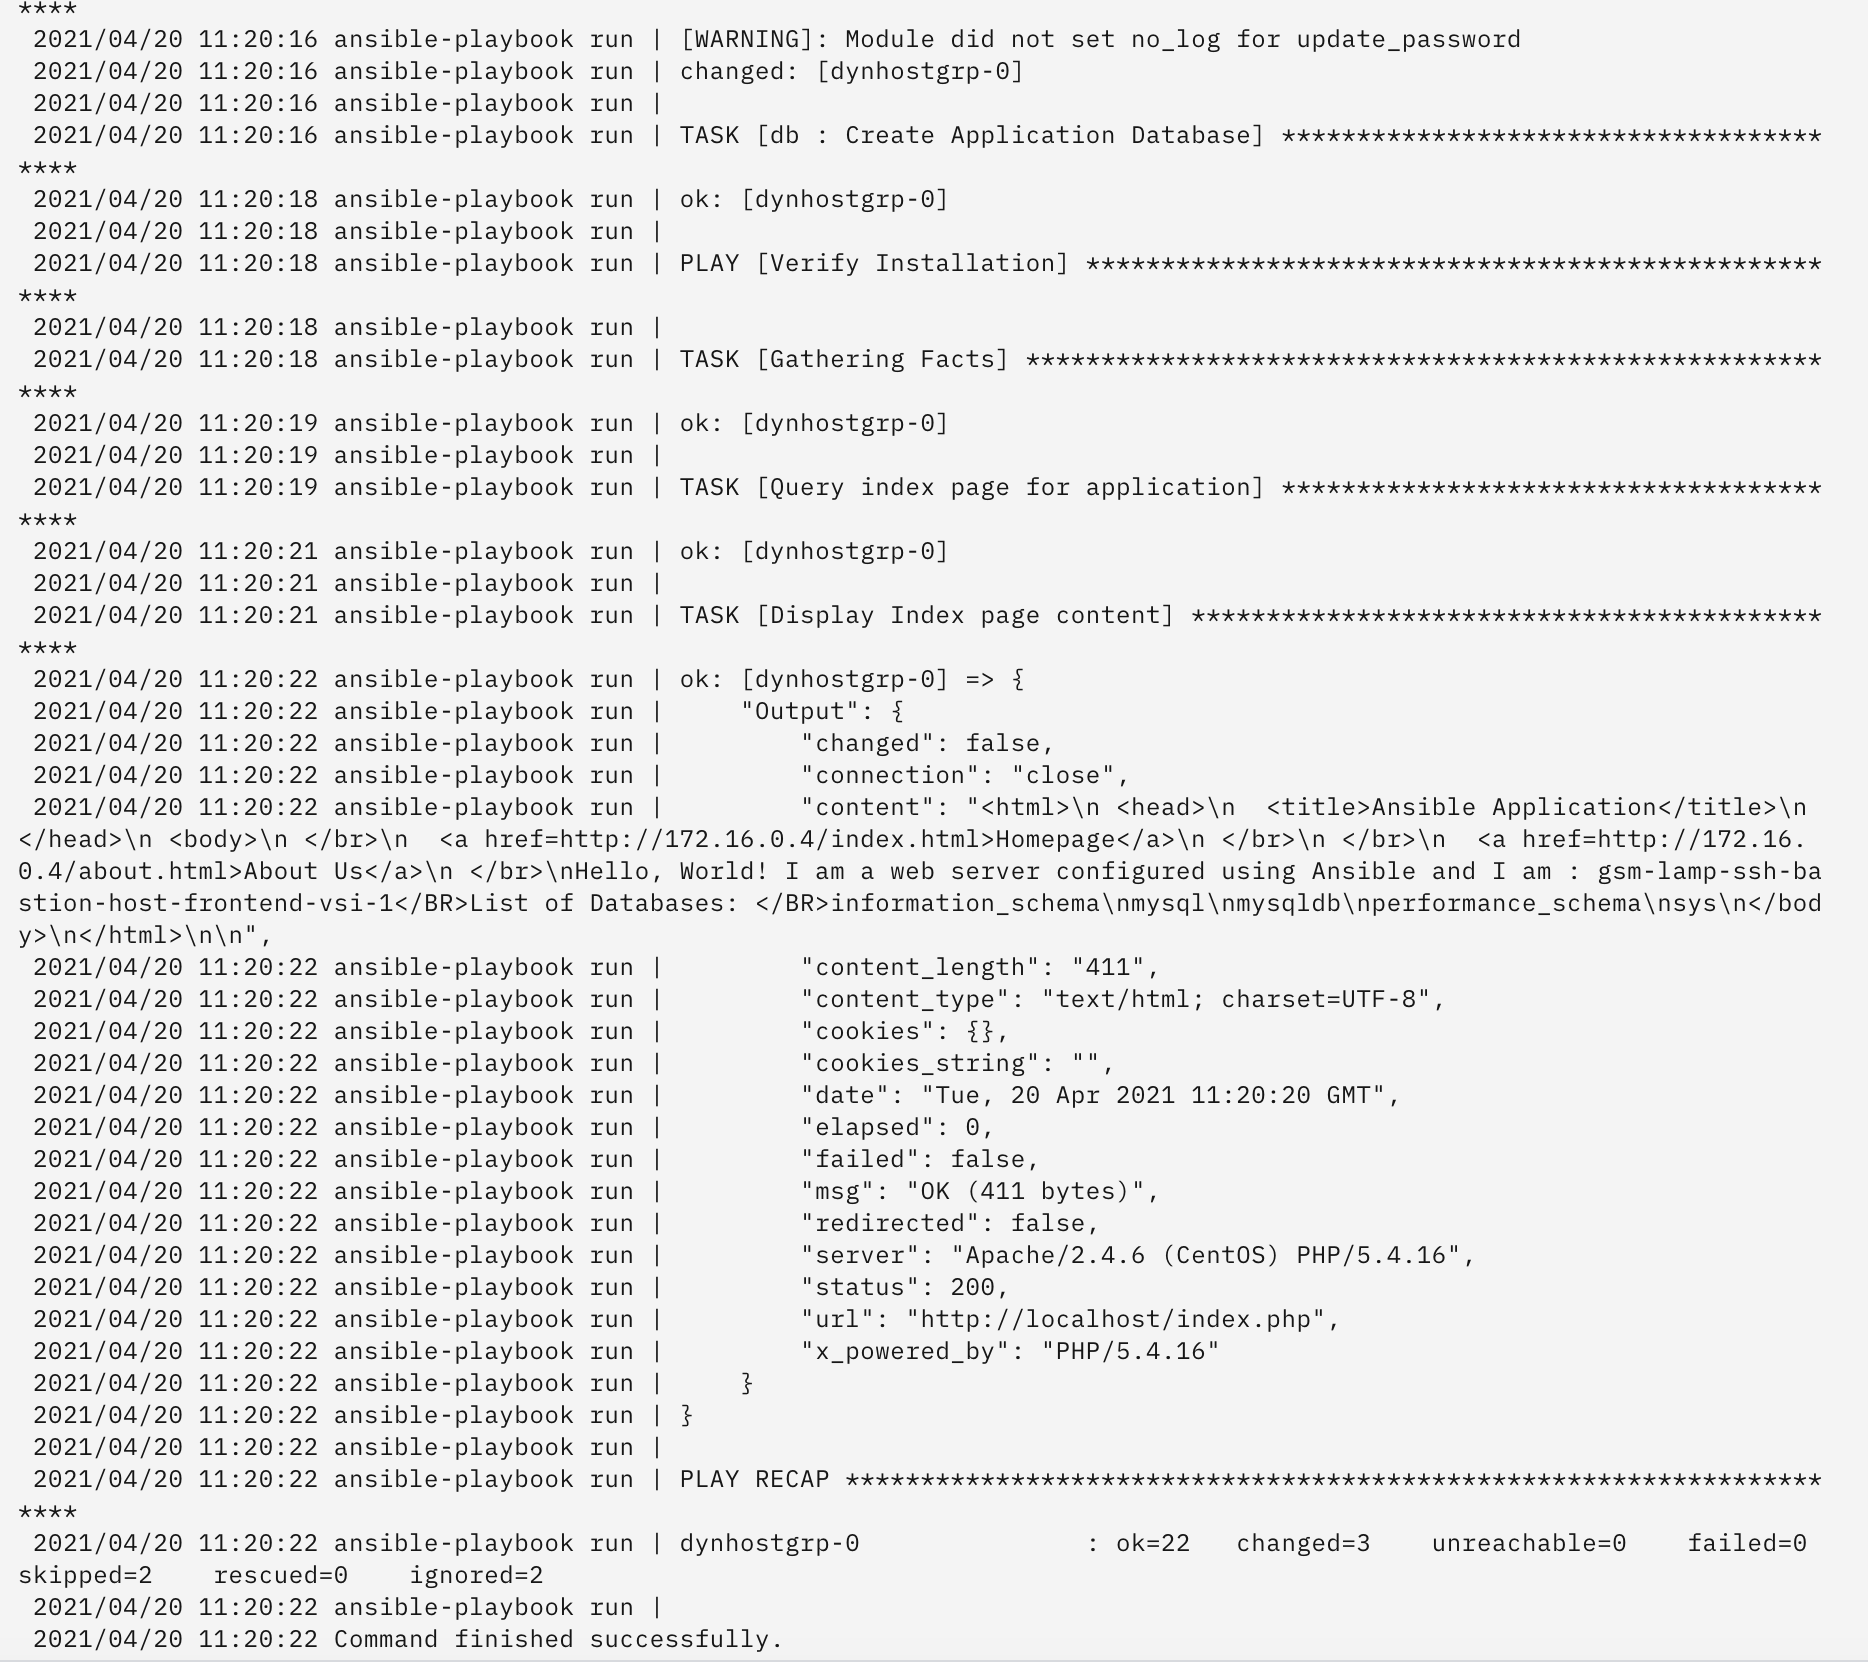 ****
2021/04/20 11:20:16 ansible-playbook run | [WARNING]: Module did not set no_log for update_password
2021/04/20 11:20:16 ansible-playbook run | changed: [dynhostgrp-0]
2021/04/20 11:20:16 ansible-playbook run |
2021/04/20 11:20:16 ansible-playbook run | TASK [db : Create Application Database] ************************************
****
2021/04/20 11:20:18 ansible-playbook run | ok: [dynhostgrp-0]
2021/04/20 11:20:18 ansible-playbook run |
2021/04/20 11:20:18 ansible-playbook run | PLAY [Verify Installation] *************************************************
****
2021/04/20 11:20:18 ansible-playbook run |
2021/04/20 11:20:18 ansible-playbook run | TASK [Gathering Facts] *****************************************************
****
2021/04/20 11:20:19 ansible-playbook run | ok: [dynhostgrp-0]
2021/04/20 11:20:19 ansible-playbook run |
2021/04/20 11:20:19 ansible-playbook run | TASK [Query index page for application] ************************************
****
2021/04/20 11:20:21 ansible-playbook run | ok: [dynhostgrp-0]
2021/04/20 11:20:21 ansible-playbook run |
2021/04/20 11:20:21 ansible-playbook run | TASK [Display Index page content] ******************************************
****
2021/04/20 11:20:22 ansible-playbook run | ok: [dynhostgrp-0] => {
2021/04/20 11:20:22 ansible-playbook run |     "Output": {
2021/04/20 11:20:22 ansible-playbook run |         "changed": false,
2021/04/20 11:20:22 ansible-playbook run |         "connection": "close",
2021/04/20 11:20:22 ansible-playbook run |         "content": "<html>\n <head>\n  <title>Ansible Application</title>\n
</head>\n <body>\n </br>\n  <a href=http://172.16.0.4/index.html>Homepage</a>\n </br>\n </br>\n  <a href=http://172.16.
0.4/about.html>About Us</a>\n </br>\nHello, World! I am a web server configured using Ansible and I am : gsm-lamp-ssh-ba
stion-host-frontend-vsi-1</BR>List of Databases: </BR>information_schema\nmysql\nmysqldb\nperformance_schema\nsys\n</bod
y>\n</html>\n\n",
2021/04/20 11:20:22 ansible-playbook run |         "content_length": "411",
2021/04/20 11:20:22 ansible-playbook run |         "content_type": "text/html; charset=UTF-8",
2021/04/20 11:20:22 ansible-playbook run |         "cookies": {},
2021/04/20 11:20:22 ansible-playbook run |         "cookies_string": "",
2021/04/20 11:20:22 ansible-playbook run |         "date": "Tue, 20 Apr 2021 11:20:20 GMT",
2021/04/20 11:20:22 ansible-playbook run |         "elapsed": 0,
2021/04/20 11:20:22 ansible-playbook run |         "failed": false,
2021/04/20 11:20:22 ansible-playbook run |         "msg": "OK (411 bytes)",
2021/04/20 11:20:22 ansible-playbook run |         "redirected": false,
2021/04/20 11:20:22 ansible-playbook run |         "server": "Apache/2.4.6 (CentOS) PHP/5.4.16",
2021/04/20 11:20:22 ansible-playbook run |         "status": 200,
2021/04/20 11:20:22 ansible-playbook run |         "url": "http://localhost/index.php",
2021/04/20 11:20:22 ansible-playbook run |         "x_powered_by": "PHP/5.4.16"
2021/04/20 11:20:22 ansible-playbook run |     }
2021/04/20 11:20:22 ansible-playbook run | }
2021/04/20 11:20:22 ansible-playbook run |
2021/04/20 11:20:22 ansible-playbook run | PLAY RECAP *****************************************************************
****
2021/04/20 11:20:22 ansible-playbook run | dynhostgrp-0               : ok=22   changed=3    unreachable=0    failed=0
skipped=2    rescued=0    ignored=2
2021/04/20 11:20:22 ansible-playbook run |
2021/04/20 11:20:22 Command finished successfully.